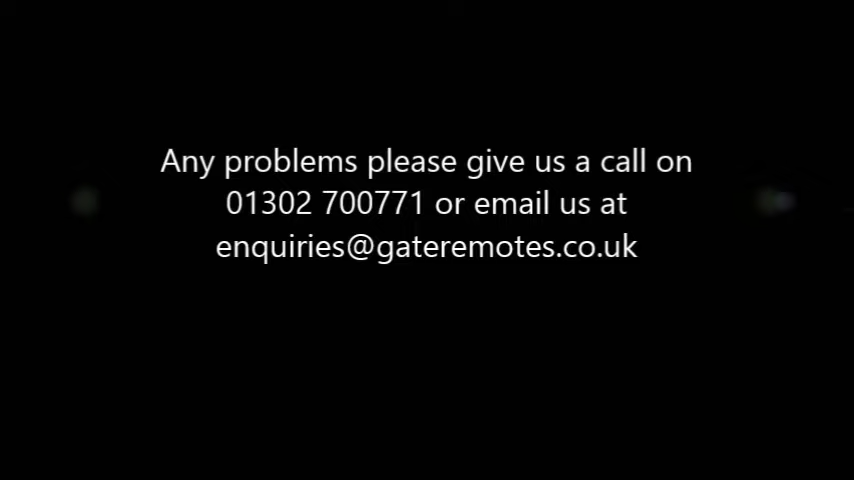 Any problems please give us a call on
01302 700771 or email us at
enquiries@gateremotes.co.uk